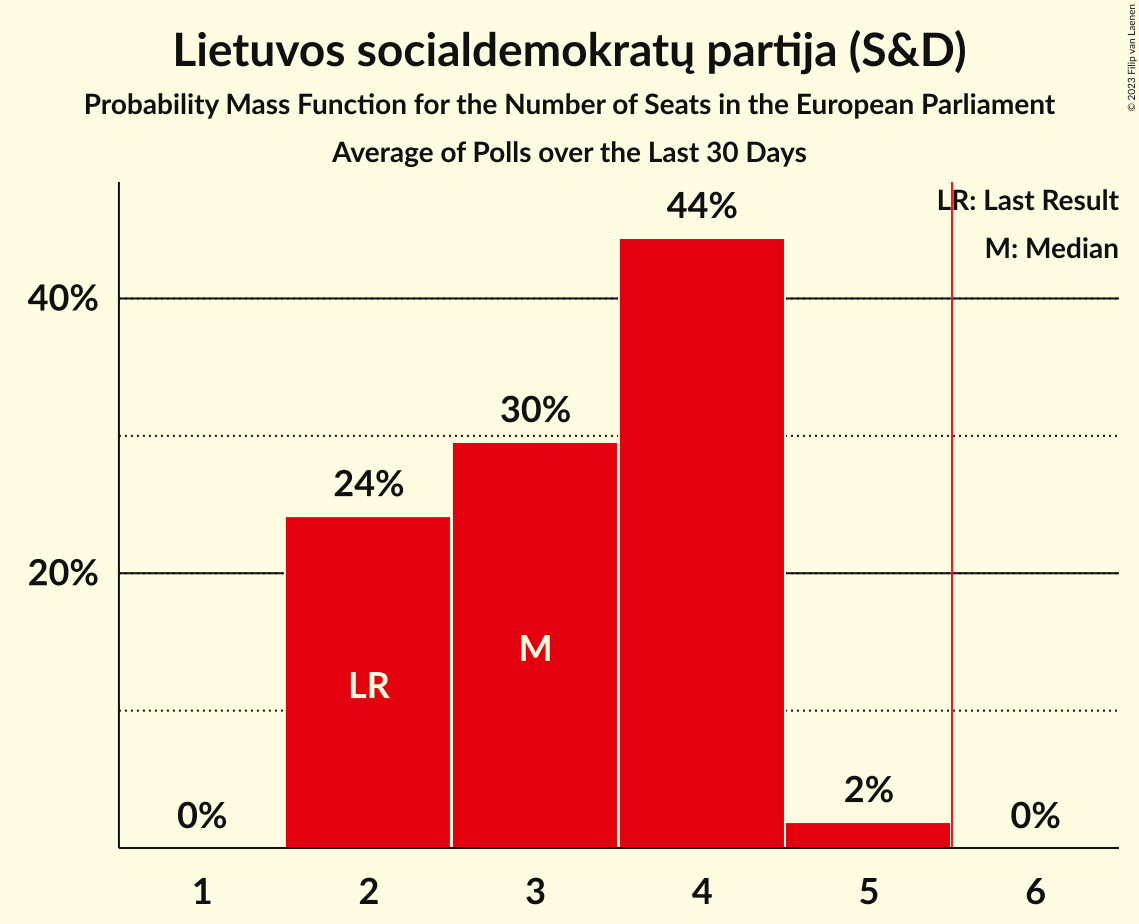 Lietuvos socialdemokratų partija (S&D)
Probability Mass Function for the Number of Seats in the European Parliament
Average of Polls over the Last 30 Days
© 2023 Filip van Laenen
LR: Last Result
M: Median
40%
20%
0%
24%
30%
44%
2%
0%
LR
M
1 2 3 4 5 6